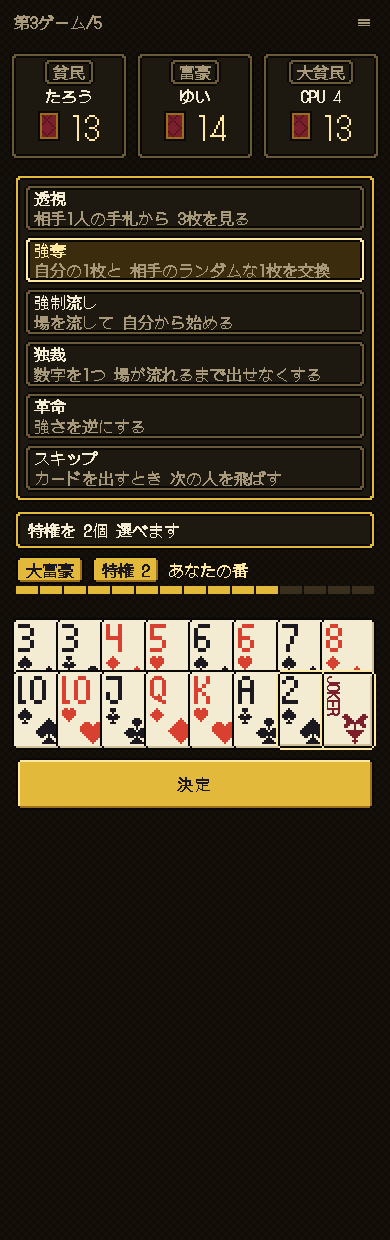 第3ゲーム/5
貧民
たろう
13
富豪
ゆい
14
大貧民
CPU 4
13
透視
相手1人の手札から 3枚を見る
強奪
自分の1枚と 相手のランダムな1枚を交換
強制流し
場を流して 自分から始める
独裁
数字を1つ 場が流れるまで出せなくする
革命
強さを逆にする
スキップ
カードを出すとき 次の人を飛ばす
特権を 2個 選べます
大富豪 特権 2 あなたの番
3 3 4 5 6 6 7 8
10 10 J Q K A 2 JOKER
決定